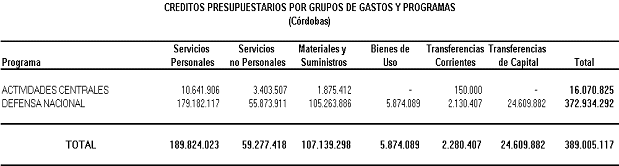 CREDITOS PRESUPUESTARIOS POR GRUPOS DE GASTOS Y PROGRAMAS
(Córdobas)
Servicios Servicios Materiales y Bienes de Transferencias Transferencias
Programa Personales no Personales Suministros Uso Corrientes de Capital Total
ACTIVIDADES CENTRALES 10.641.906 3.403.507 1.875.412 - 150.000 - 16.070.825
DEFENSA NACIONAL 179.182.117 55.873.911 105.263.886 5.874.089 2.130.407 24.609.882 372.934.292
TOTAL 189.824.023 59.277.418 107.139.298 5.874.089 2.280.407 24.609.882 389.005.117